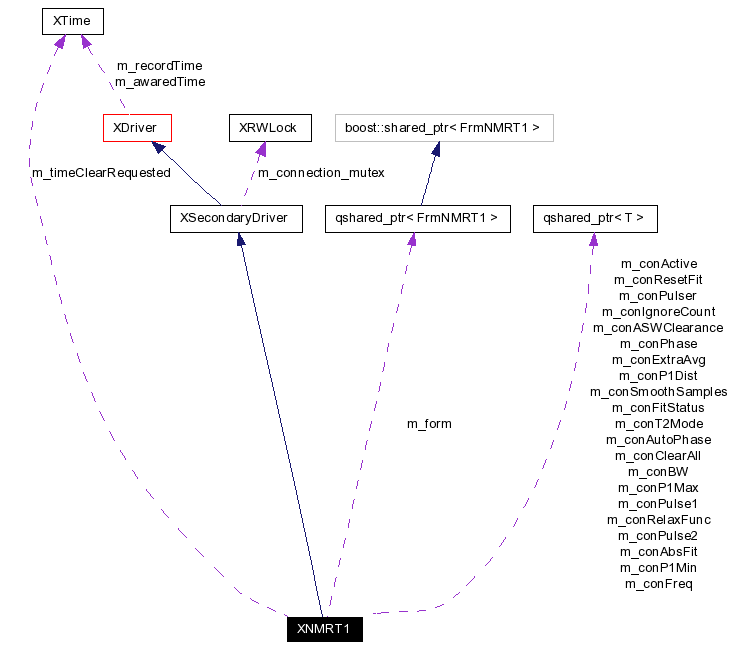 XTime
m_recordTime
m_awaredTime
XDriver
XRWLock
boost::shared_ptr< FrmNMRT1 >
m_timeClearRequested
m_connection_mutex
XSecondaryDriver
qshared_ptr< FrmNMRT1 >
qshared_ptr< T >
m_conActive
m_conResetFit
m_conPulser
m_conIgnoreCount
m_conASWClearance
m_conPhase
m_conExtraAvg
m_conP1Dist
m_conSmoothSamples
m_conFitStatus
m_conT2Mode
m_conAutoPhase
m_conClearAll
m_conBW
m_conP1Max
m_conPulse1
m_conRelaxFunc
m_conPulse2
m_conAbsFit
m_conP1Min
m_conFreq
m_form
XNMRT1